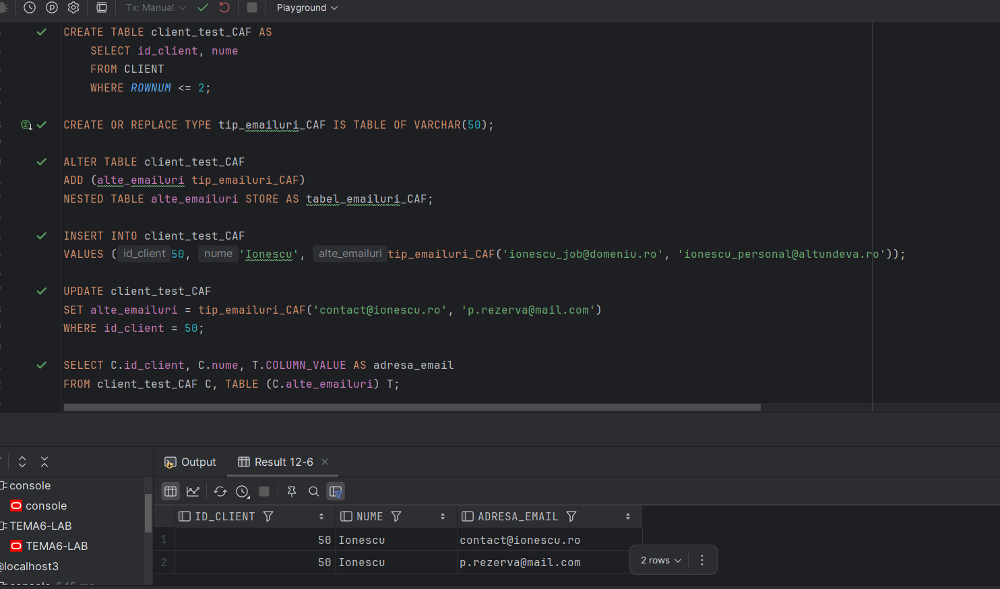 Tx: Manual
Playground
CREATE TABLE client_test_CAF AS
SELECT id_client, nume
FROM CLIENT
WHERE ROWNUM <= 2;
CREATE OR REPLACE TYPE tip_emailuri_CAF IS TABLE OF VARCHAR(50);
ALTER TABLE client_test_CAF
ADD (alte_emailuri tip_emailuri_CAF)
NESTED TABLE alte_emailuri STORE AS tabel_emailuri_CAF;
INSERT INTO client_test_CAF
VALUES ( id_client 50, nume 'Ionescu', alte_emailuri tip_emailuri_CAF('ionescu_job@domeniu.ro', 'ionescu_personal@altundeva.ro'));
UPDATE client_test_CAF
SET alte_emailuri = tip_emailuri_CAF('contact@ionescu.ro', 'p.rezerva@mail.com')
WHERE id_client = 50;
SELECT C.id_client, C.nume, T.COLUMN_VALUE AS adresa_email
FROM client_test_CAF C, TABLE (C.alte_emailuri) T;
Output
Result 12-6
console
console
TEMA6-LAB
TEMA6-LAB
@localhost3
ID_CLIENT NUME ADRESA_EMAIL
1 50 Ionescu contact@ionescu.ro
2 50 Ionescu p.rezerva@mail.com
2 rows